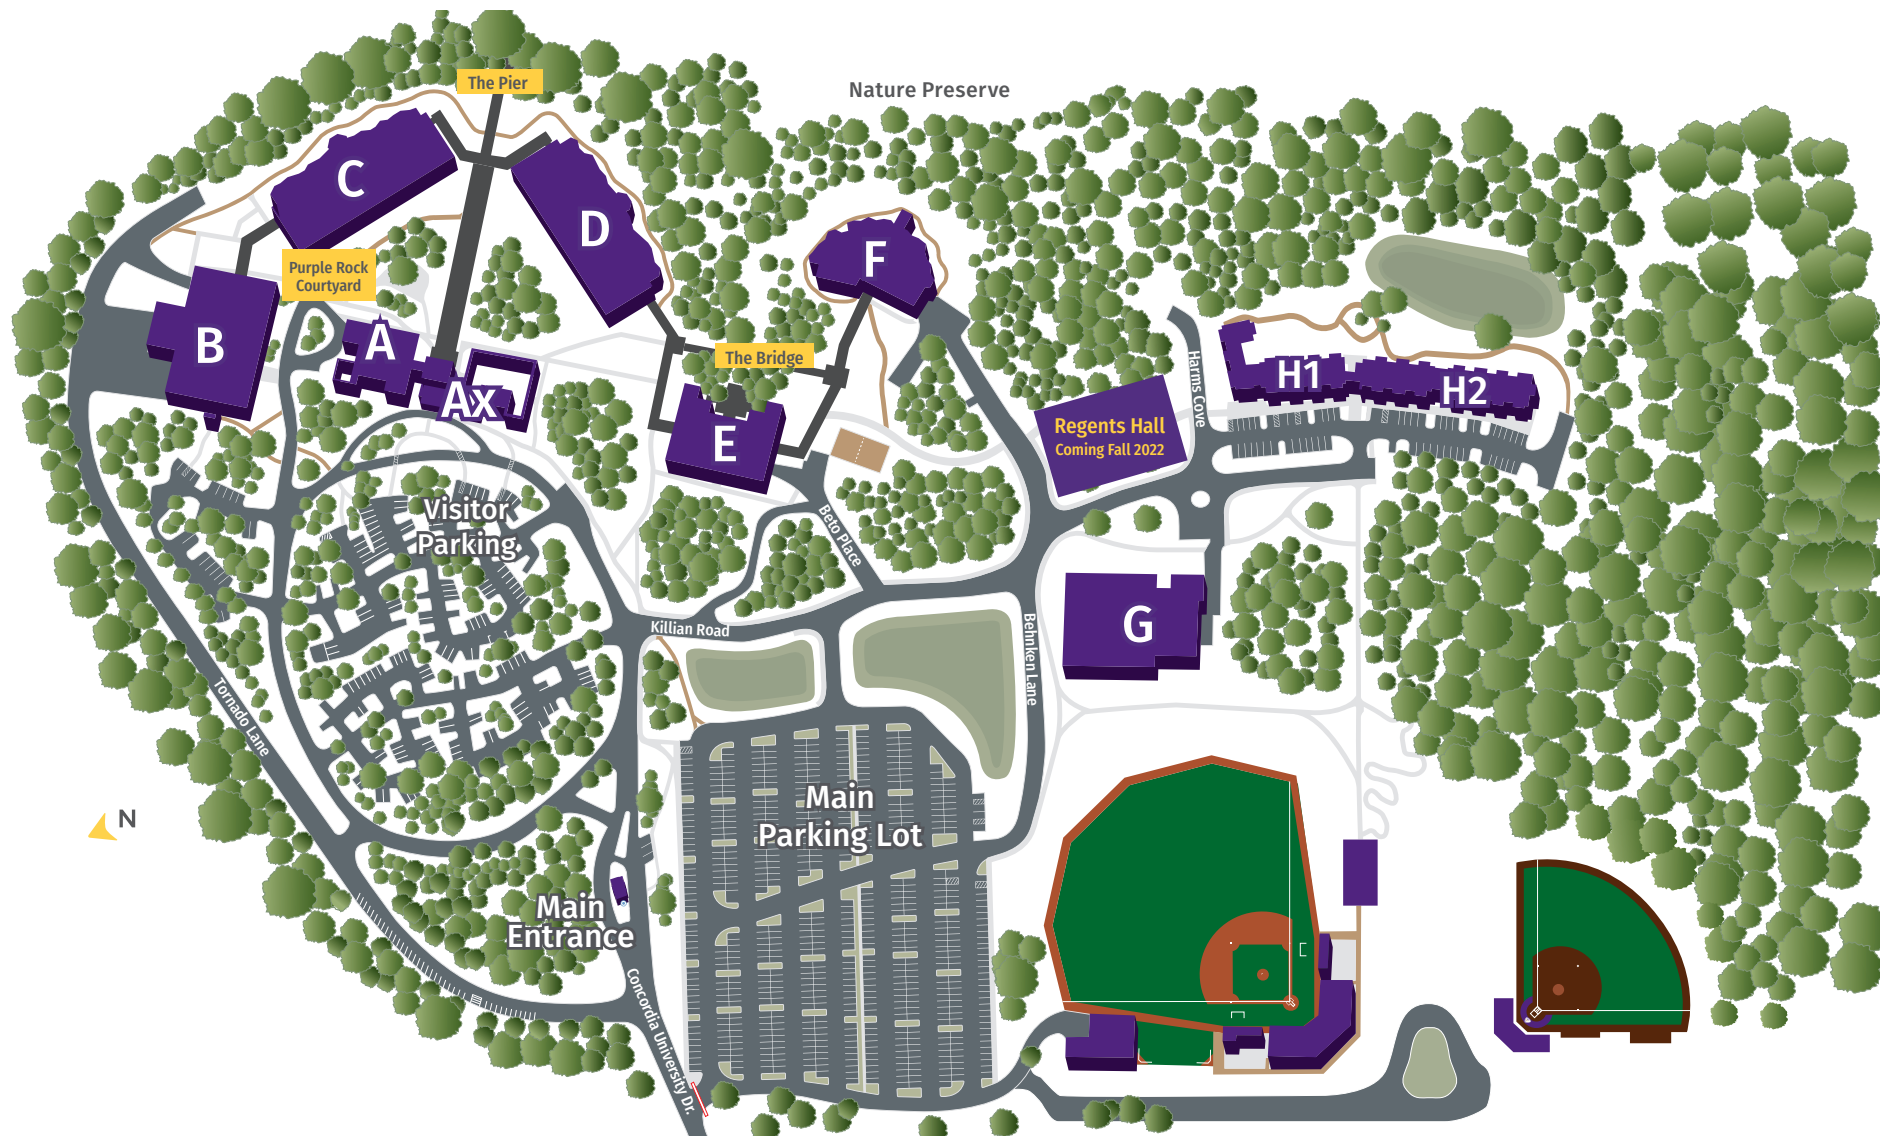 The Pier
Nature Preserve
C
D
F
Purple Rock
Courtyard
B
A
Ax
The Bridge
E
Regents Hall
Coming Fall 2022
Harms Cove
H1
H2
Visitor
Parking
Beto Place
Killian Road
Behnken Lane
G
Tornado Lane
N
Main
Parking Lot
Main
Entrance
Concordia University Dr.